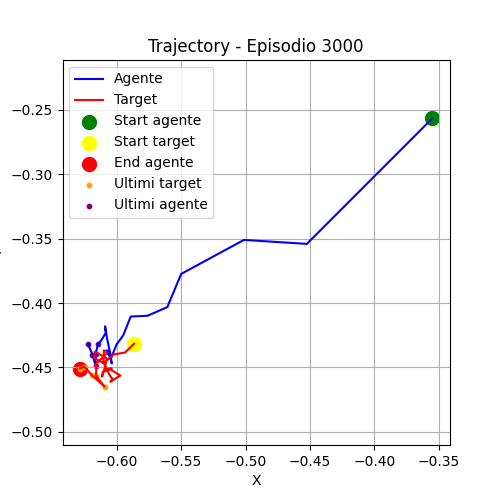 Trajectory - Episodio 3000
Agente
Target
Start agente
Start target
End agente
Ultimi target
Ultimi agente
−0.25
−0.30
−0.35
−0.40
−0.45
−0.50
−0.60
−0.55
−0.50
−0.45
−0.40
−0.35
X